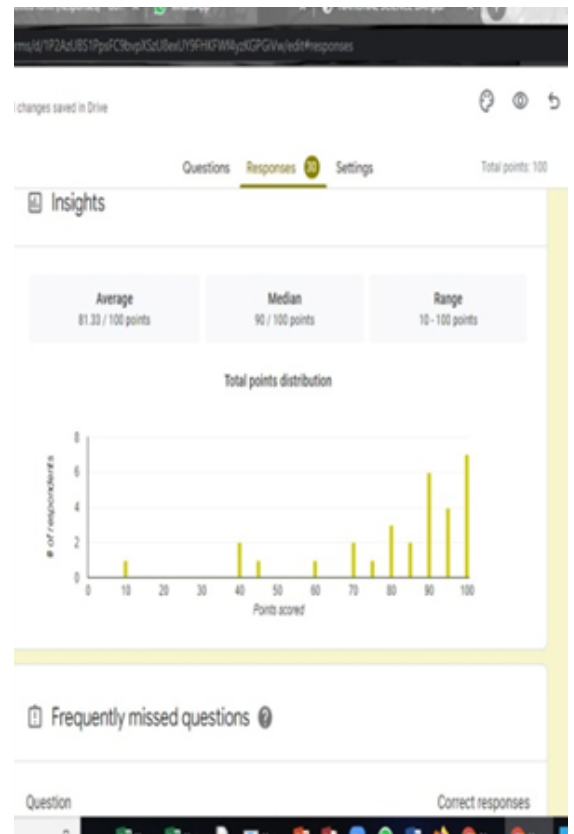 changes saved in Drive
Questions Responses 30 Settings Total points: 100
Insights
Average Median Range
81.33 / 100 points 90 / 100 points 10 - 100 points
Total points distribution
# of respondents
8
6
4
2
0
0 10 20 30 40 50 60 70 80 90 100
Points scored
Frequently missed questions
Question Correct responses